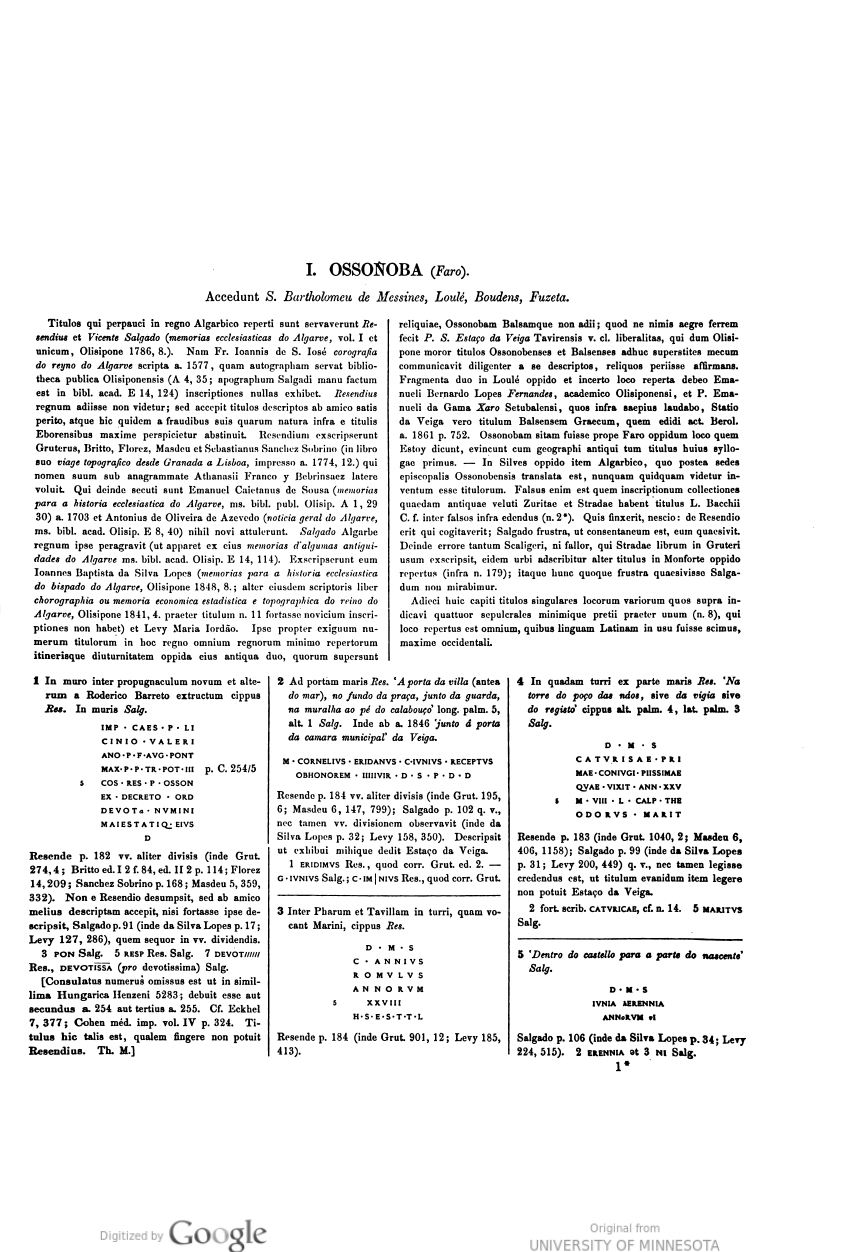 I. OSSOÑOBA (Faro).
Accedunt S. Bartholomeu de Messines, Loulé, Boudens, Fuzeta.
Titulos qui perpauci in regno Algarbico reperti sunt servaverunt Re-
sendius et Vicente Salgado (memorias ecclesiasticas do Algarve, vol. I et
unicum, Olisipone 1786, 8.). Nam Fr. Ioannis de S. Iosé corografia
do reyno do Algarve scripta a. 1577, quam autographam servat biblio-
theca publica Olisiponensis (A 4, 35; apographum Salgadi manu factum
est in bibl. acad. E 14, 124) inscriptiones nullas exhibet. Resendius
regnum adiisse non videtur; sed accepit titulos descriptos ab amico satis
perito, atque hic quidem a fraudibus suis quarum natura infra e titulis
Eborensibus maxime perspicietur abstinuit. Resendium exscripserunt
Gruterus, Britto, Florez, Masdeu et Sebastianus Sanchez Sobrino (in libro
suo viage topografico desde Granada a Lisboa, impresso a. 1774, 12.) qui
nomen suum sub anagrammate Athanasii Franco y Bebrinsaez latere
voluit. Qui deinde secuti sunt Emanuel Caietanus de Sousa (memorias
para a historia ecclesiastica do Algarve, ms. bibl. publ. Olisip. A 1, 29
30) a. 1703 et Antonius de Oliveira de Azevedo (noticia geral do Algarve,
ms. bibl. acad. Olisip. E 8, 40) nihil novi attulerunt. Salgado Algarbe
regnum ipse peragravit (ut apparet ex eius memorias d'algumas antigui-
dades do Algarve ms. bibl. acad. Olisip. E 14, 114). Exscripserunt eum
Ioannes Baptista da Silva Lopes (memorias para a historia ecclesiastica
do bispado do Algarve, Olisipone 1848, 8.; alter eiusdem scriptoris liber
chorographia ou memoria economica estadistica e topographica do reino do
Algarve, Olisipone 1841, 4. praeter titulum n. 11 fortasse novicium inscri-
ptiones non habet) et Levy Maria Iordão. Ipse propter exiguum nu-
merum titulorum in hoc regno omnium regnorum minimo repertorum
itinerisque diuturnitatem oppida eius antiqua duo, quorum supersunt
reliquiae, Ossonobam Balsamque non adii; quod ne nimis aegre ferrem
fecit P. S. Estaço da Veiga Tavirensis v. cl. liberalitas, qui dum Olisi-
pone moror titulos Ossonobenses et Balsenses adhuc superstites mecum
communicavit diligenter a se descriptos, reliquos periisse affirmans.
Fragmenta duo in Loulé oppido et incerto loco reperta debeo Ema-
nueli Bernardo Lopes Fernandes, academico Olisiponensi, et P. Ema-
nueli da Gama Xaro Setubalensi, quos infra saepius laudabo, Statio
da Veiga vero titulum Balsensem Graecum, quem edidi act. Berol.
a. 1861 p. 752. Ossonobam sitam fuisse prope Faro oppidum loco quem
Estoy dicunt, evincunt cum geographi antiqui tum titulus huius syllo-
gae primus. — In Silves oppido item Algarbico, quo postea sedes
episcopalis Ossonobensis translata est, nunquam quidquam videtur in-
ventum esse titulorum. Falsus enim est quem inscriptionum collectiones
quaedam antiquae veluti Zuritae et Stradae habent titulus L. Bacchii
C. f. inter falsos infra edendus (n. 2*). Quis finxerit, nescio: de Resendio
erit qui cogitaverit; Salgado frustra, ut consentaneum est, eum quaesivit.
Deinde errore tantum Scaligeri, ni fallor, qui Stradae librum in Gruteri
usum exscripsit, eidem urbi adscribitur alter titulus in Monforte oppido
repertus (infra n. 179); itaque hunc quoque frustra quaesivisse Salga-
dum non mirabimur.
Adieci huic capiti titulos singulares locorum variorum quos supra in-
dicavi quattuor sepulcrales minimique pretii praeter unum (n. 8), qui
loco repertus est omnium, quibus linguam Latinam in usu fuisse scimus,
maxime occidentali.
1 In muro inter propugnaculum novum et alte-
rum a Roderico Barreto extructum cippus
Res. In muris Salg.
IMP · CAES · P · LI
CINIO · VALERI
ANO · P · F · AVG · PONT
MAX · P · P · TR · POT · III p. C. 254/5
5 COS · RES · P · OSSON
EX · DECRETO · ORD
DEVOTa · NVMINI
MAIESTATIQ· EIVS
D
Resende p. 182 vv. aliter divisis (inde Grut.
274, 4; Britto ed. I 2 f. 84, ed. II 2 p. 114; Florez
14, 209; Sanchez Sobrino p. 168; Masdeu 5, 359,
332). Non e Resendio desumpsit, sed ab amico
melius descriptam accepit, nisi fortasse ipse de-
scripsit, Salgado p. 91 (inde da Silva Lopes p. 17;
Levy 127, 286), quem sequor in vv. dividendis.
3 PON Salg. 5 RESP Res. Salg. 7 DEVOT/////
Res., DEVOTISSA (pro devotissima) Salg.
[Consulatus numerus omissus est ut in simil-
lima Hungarica Henzeni 5283; debuit esse aut
secundus a. 254 aut tertius a. 255. Cf. Eckhel
7, 377; Cohen méd. imp. vol. IV p. 324. Ti-
tulus hic talis est, qualem fingere non potuit
Resendius. Th. M.]
2 Ad portam maris Res. 'A porta da villa (antea
do mar), no fundo da praça, junto da guarda,
na muralha ao pé do calabouço' long. palm. 5,
alt. 1 Salg. Inde ab a. 1846 'junto á porta
da camara municipal' da Veiga.
M · CORNELIVS · ERIDANVS · C · IVNIVS · RECEPTVS
OBHONOREM · IIIIIVIR · D · S · P · D · D
Resende p. 184 vv. aliter divisis (inde Grut. 195,
6; Masdeu 6, 147, 799); Salgado p. 102 q. v.,
nec tamen vv. divisionem observavit (inde da
Silva Lopes p. 32; Levy 158, 350). Descripsit
ut exhibui mihique dedit Estaço da Veiga.
1 ERIDIMVS Res., quod corr. Grut. ed. 2. —
G · IVNIVS Salg.; C · IM | NIVS Res., quod corr. Grut.
3 Inter Pharum et Tavillam in turri, quam vo-
cant Marini, cippus Res.
D · M · S
C · ANNIVS
ROMVLVS
ANNORVM
5 XXVIII
H · S · E · S · T · T · L
Resende p. 184 (inde Grut. 901, 12; Levy 185,
413).
4 In quadam turri ex parte maris Res. 'Na
torre do poço das náos, sive da vigia sive
do registo' cippus alt. palm. 4, lat. palm. 3
Salg.
D · M · S
CATVRISAE · PRI
MAE · CONIVGI · PIISSIMAE
QVAE · VIXIT · ANN · XXV
5 M · VIII · L · CALP · THE
ODORVS · MARIT
Resende p. 183 (inde Grut. 1040, 2; Masdeu 6,
406, 1158); Salgado p. 99 (inde da Silva Lopes
p. 31; Levy 200, 449) q. v., nec tamen legisse
credendus est, ut titulum evanidum item legere
non potuit Estaço da Veiga.
2 fort. scrib. CATVRICAE, cf. n. 14. 5 MARITVS
Salg.
5 'Dentro do castello para a parte do nascente'
Salg.
D · M · S
IVNIA AERENNIA
ANNoRVM eI
Salgado p. 106 (inde da Silva Lopes p. 34; Levy
224, 515). 2 ERENNIA et 3 NI Salg.
1*
Digitized by Google
Original from
UNIVERSITY OF MINNESOTA